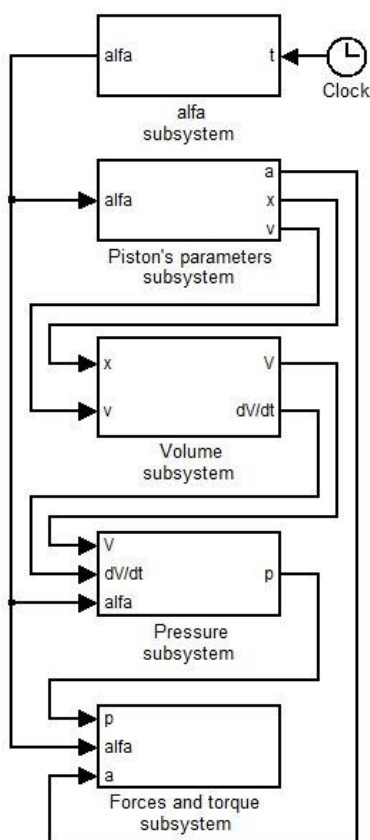 alfa t
Clock
alfa
subsystem
a
alfa x
v
Piston's parameters
subsystem
x V
v dV/dt
Volume
subsystem
V
dV/dt p
alfa
Pressure
subsystem
p
alfa
a
Forces and torque
subsystem